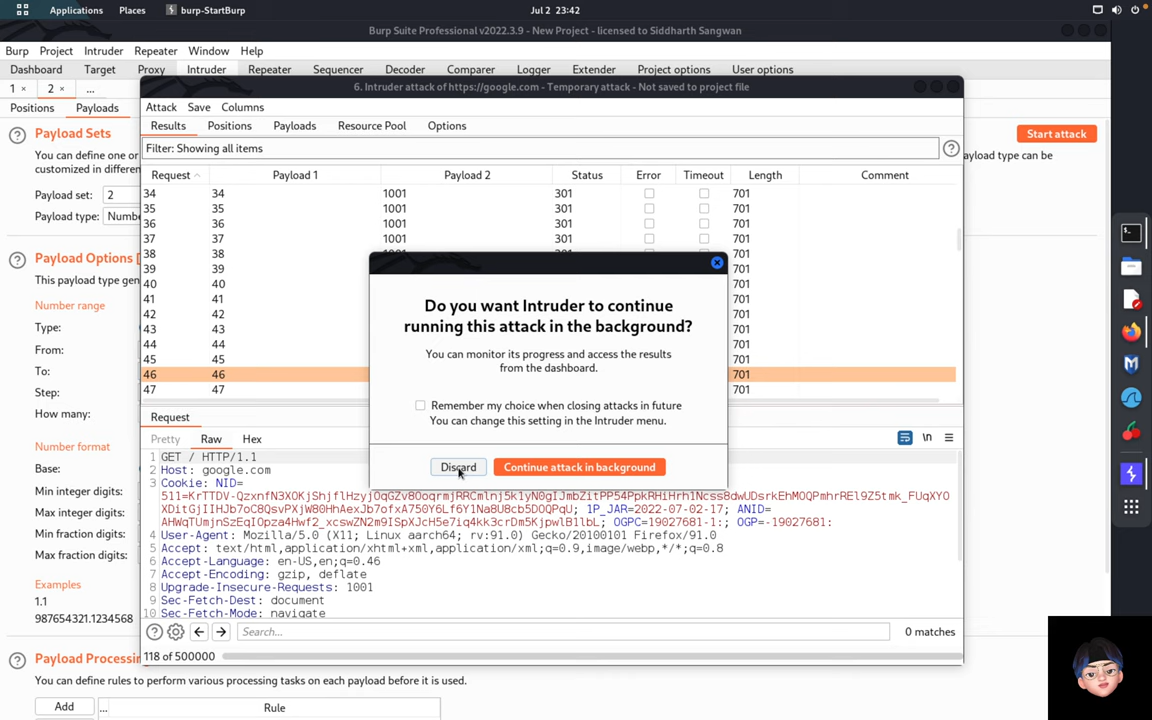 Applications Places burp-StartBurp Jul 2 23:42
Burp Suite Professional v2022.3.9 - New Project - licensed to Siddharth Sangwan
Burp Project Intruder Repeater Window Help
Dashboard Target Proxy Intruder Repeater Sequencer Decoder Comparer Logger Extender Project options User options
1 × 2 × ...
6. Intruder attack of https://google.com - Temporary attack - Not saved to project file
Positions Payloads
Attack Save Columns
Results Positions Payloads Resource Pool Options
Payload Sets
Start attack
You can define one or
ayload type can be
customized in different
Filter: Showing all items
Payload set: 2
Payload type: Numbe
Request Payload 1 Payload 2 Status Error Timeout Length Comment
34 34 1001 301 701
35 35 1001 301 701
36 36 1001 301 701
37 37 1001 301 701
38 38 701
39 39 701
40 40 701
41 41 701
42 42 701
43 43 701
44 44 701
45 45 701
46 46 701
47 47 701
Payload Options [
This payload type gen
Number range
Type:
From:
To:
Step:
How many:
Number format
Base:
Min integer digits:
Max integer digits:
Min fraction digits:
Max fraction digits:
Examples
1.1
987654321.1234568
Do you want Intruder to continue
running this attack in the background?
You can monitor its progress and access the results
from the dashboard.
Remember my choice when closing attacks in future
You can change this setting in the Intruder menu.
Discard Continue attack in background
Request
Pretty Raw Hex
\n
1 GET / HTTP/1.1
2 Host: google.com
3 Cookie: NID=
4 User-Agent: Mozilla/5.0 (X11; Linux aarch64; rv:91.0) Gecko/20100101 Firefox/91.0
5 Accept: text/html,application/xhtml+xml,application/xml;q=0.9,image/webp,*/*;q=0.8
6 Accept-Language: en-US,en;q=0.46
7 Accept-Encoding: gzip, deflate
8 Upgrade-Insecure-Requests: 1001
9 Sec-Fetch-Dest: document
10 Sec-Fetch-Mode: navigate
Search... 0 matches
118 of 500000
Payload Processin
You can define rules to perform various processing tasks on each payload before it is used.
Add ... Rule